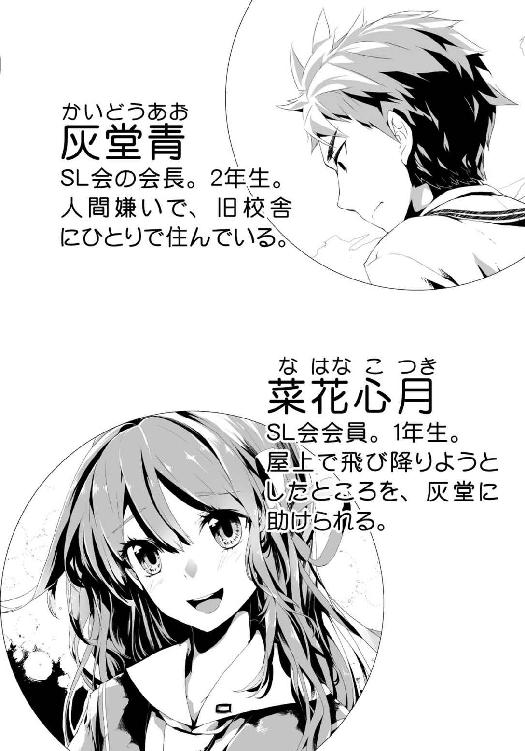 かいどうあお
灰堂青
SL会の会長。2年生。
人間嫌いで、旧校舎
にひとりで住んでいる。
な はな こ つき
菜花心月
SL会会員。1年生。
屋上で飛び降りようと
したところを、灰堂に
助けられる。